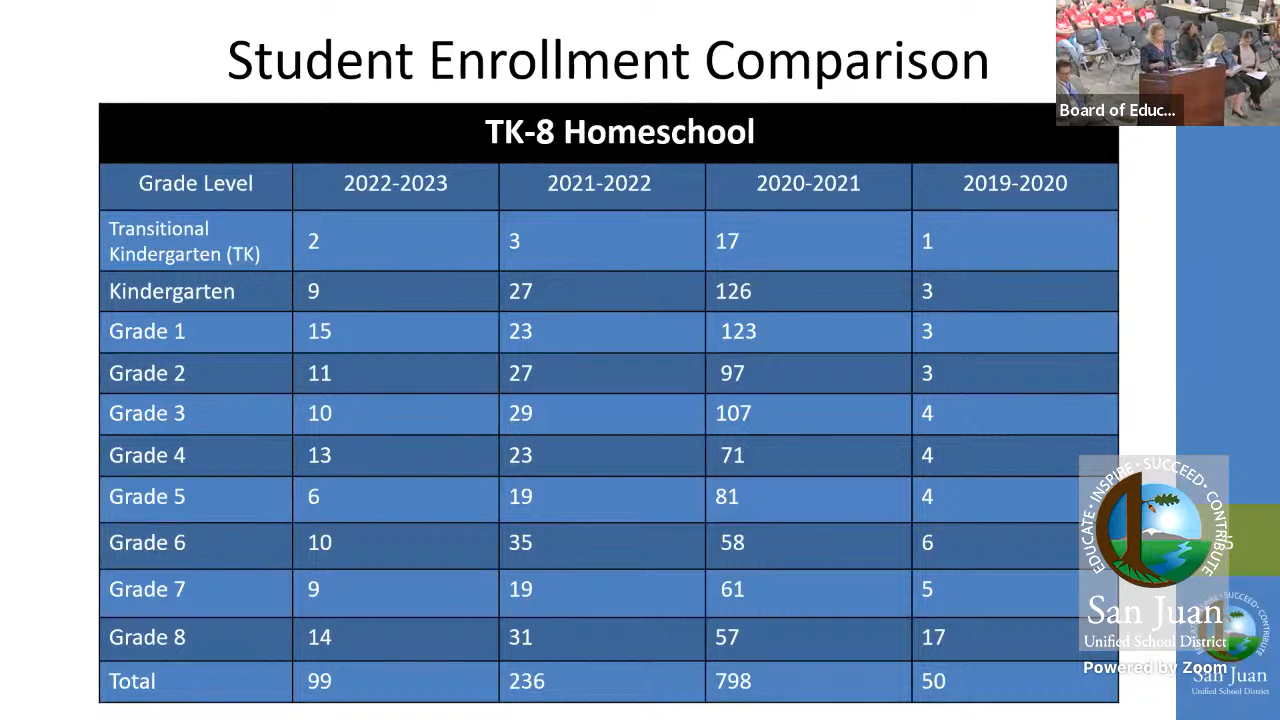 Student Enrollment Comparison
Board of Educ...
TK-8 Homeschool
Grade Level 2022-2023 2021-2022 2020-2021 2019-2020
Transitional
Kindergarten (TK) 2 3 17 1
Kindergarten 9 27 126 3
Grade 1 15 23 123 3
Grade 2 11 27 97 3
Grade 3 10 29 107 4
Grade 4 13 23 71 4
Grade 5 6 19 81 4
Grade 6 10 35 58 6
Grade 7 9 19 61 5
Grade 8 14 31 57 17
Total 99 236 798 50
EDUCATE • INSPIRE • SUCCEED • CONTRIBUTE
San Juan
Unified School District
Powered by Zoom
San Juan
Unified School District